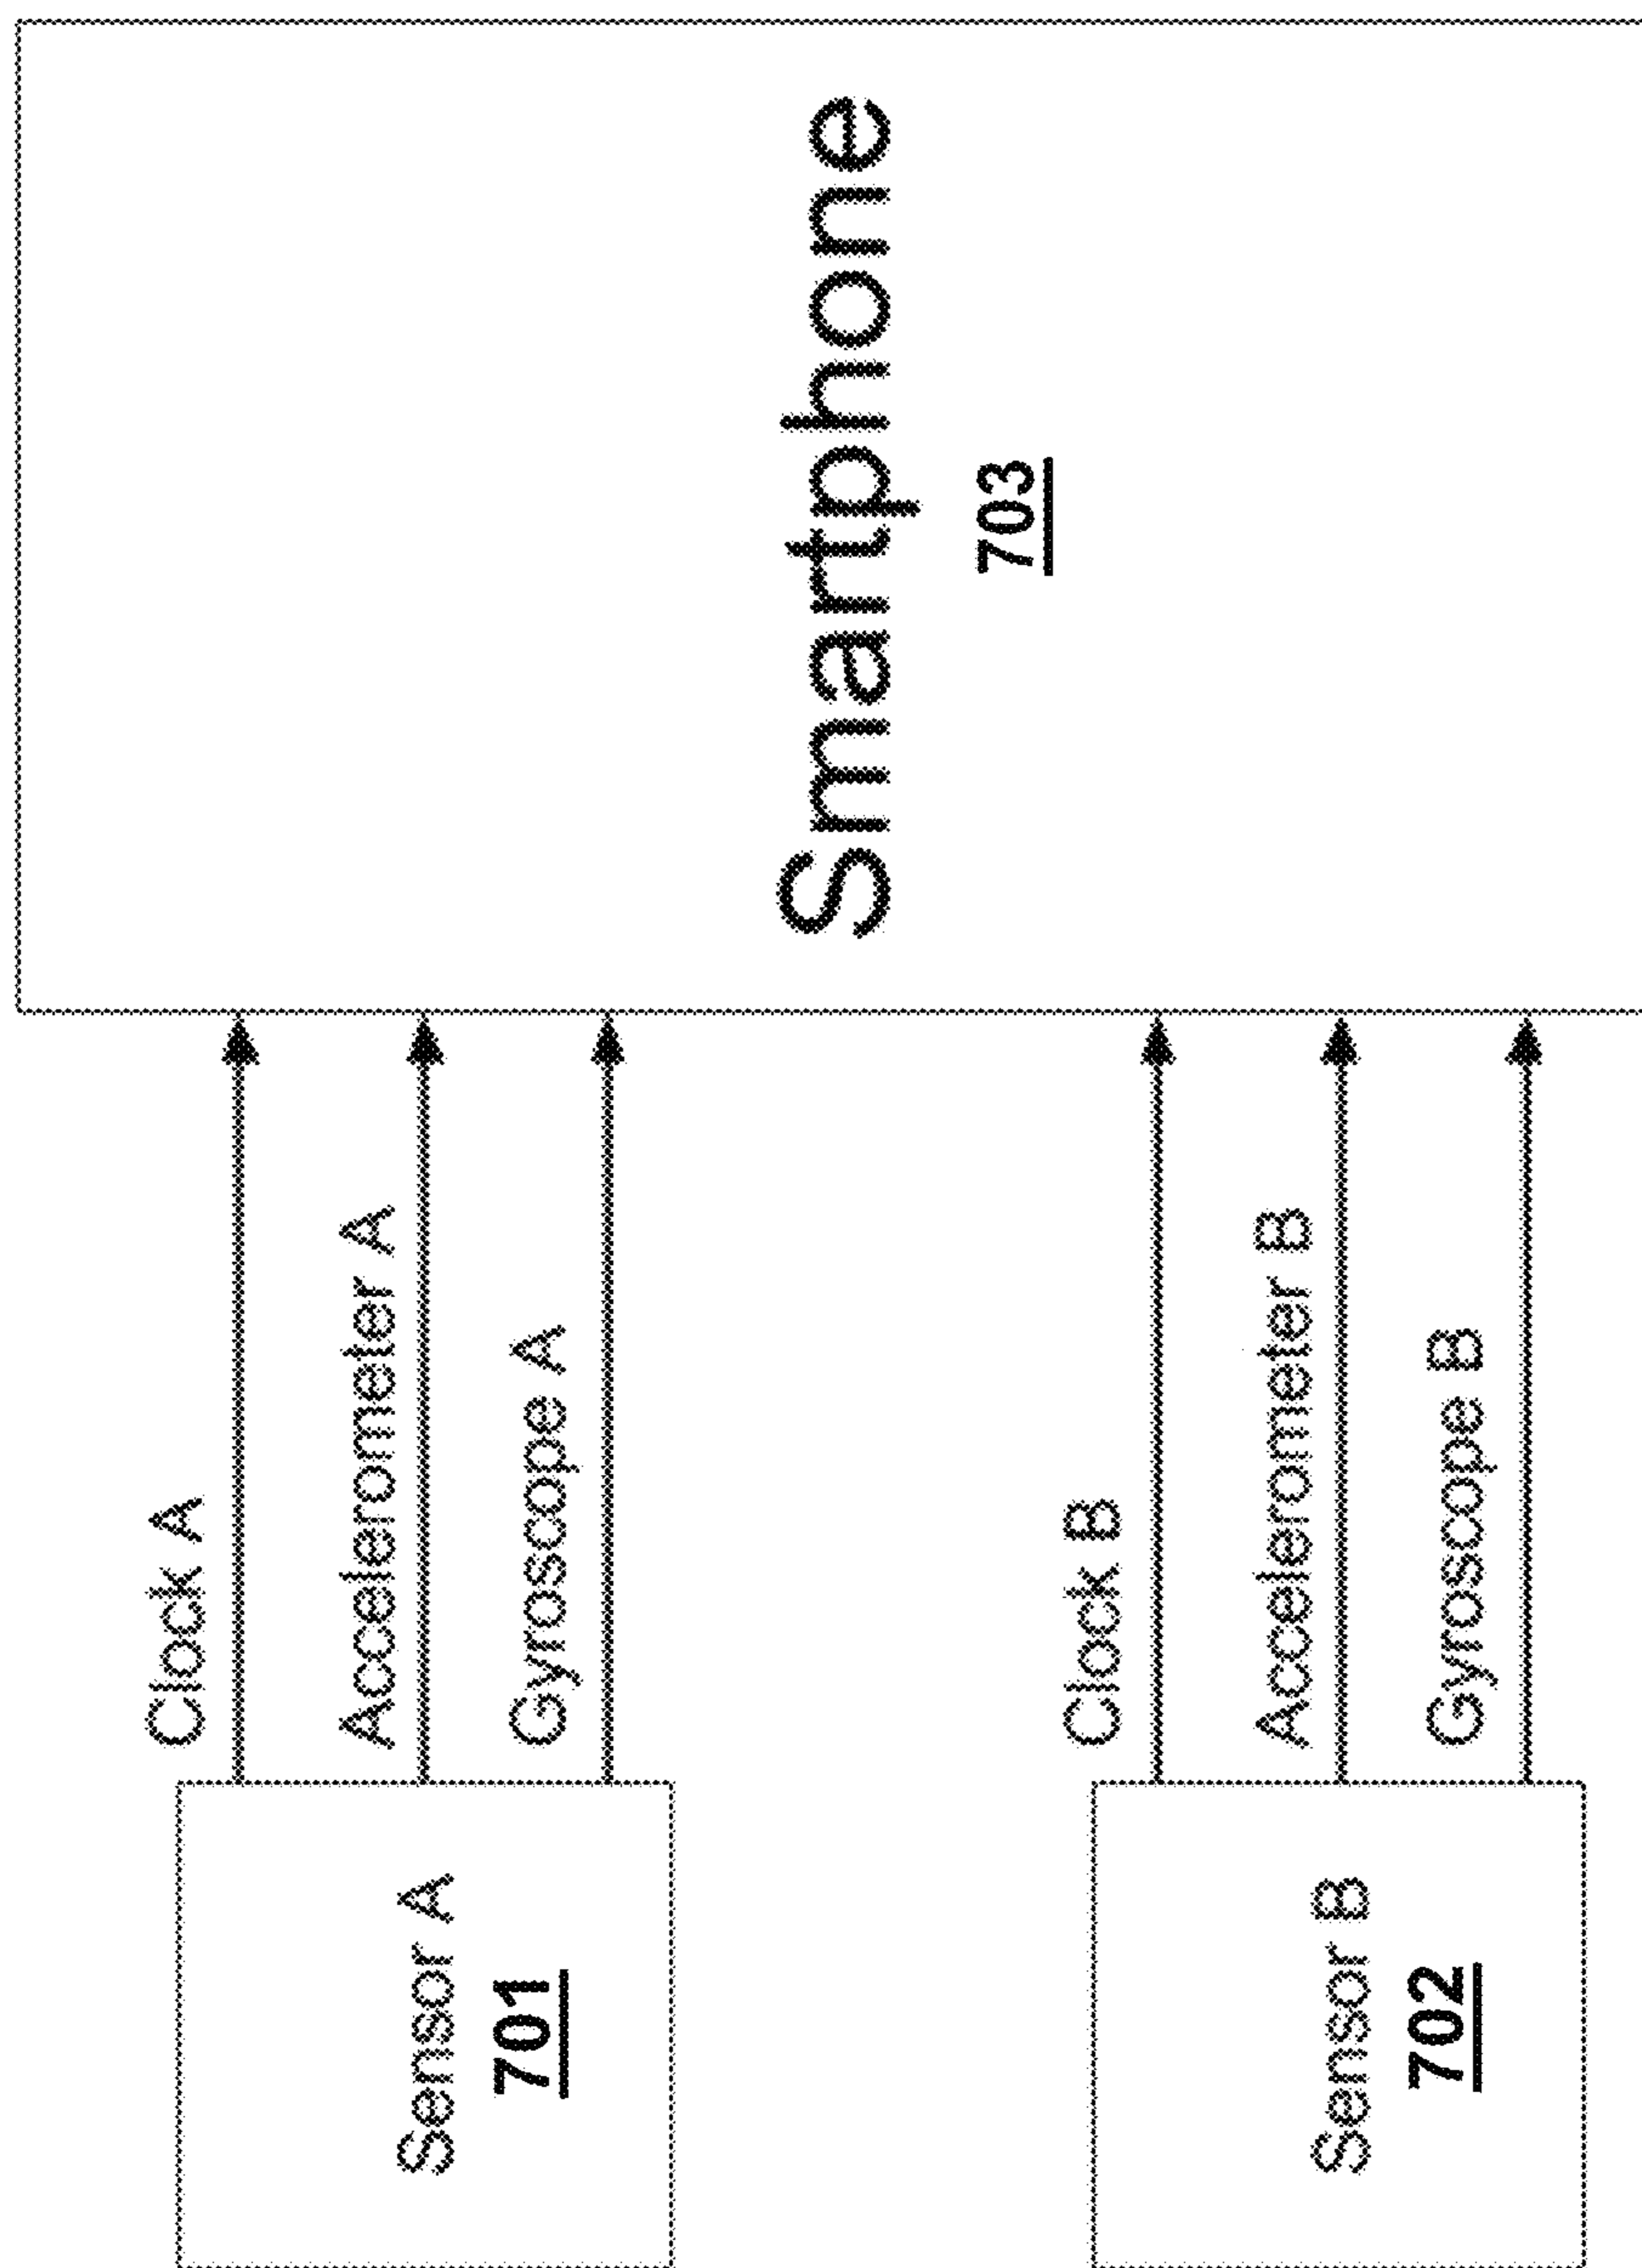 Sensor A
701
Clock A
Accelerometer A
Gyroscope A
Sensor B
702
Clock B
Accelerometer B
Gyroscope B
Smartphone
703